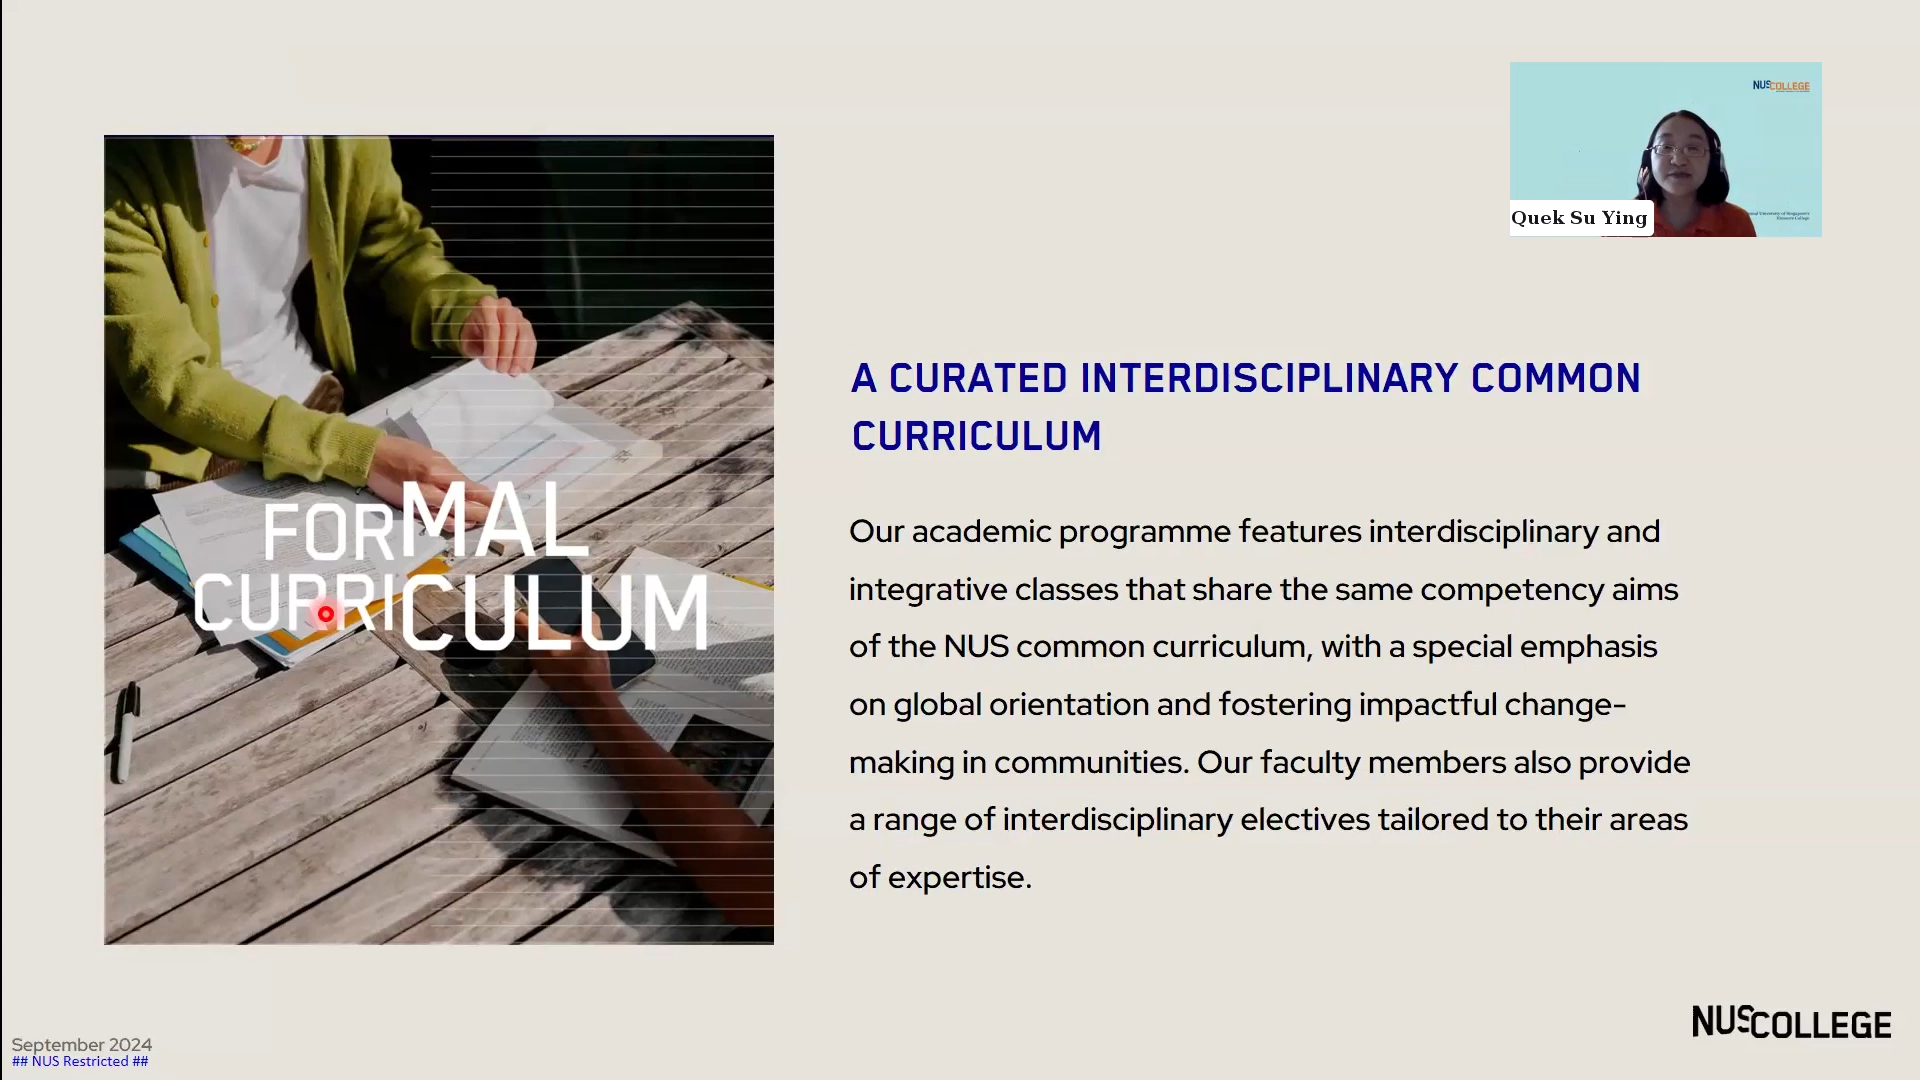 NUSCOLLEGE
Quek Su Ying
FORMAL
CURRICULUM
A CURATED INTERDISCIPLINARY COMMON
CURRICULUM
Our academic programme features interdisciplinary and
integrative classes that share the same competency aims
of the NUS common curriculum, with a special emphasis
on global orientation and fostering impactful change-
making in communities. Our faculty members also provide
a range of interdisciplinary electives tailored to their areas
of expertise.
September 2024
## NUS Restricted ##
NUSCOLLEGE